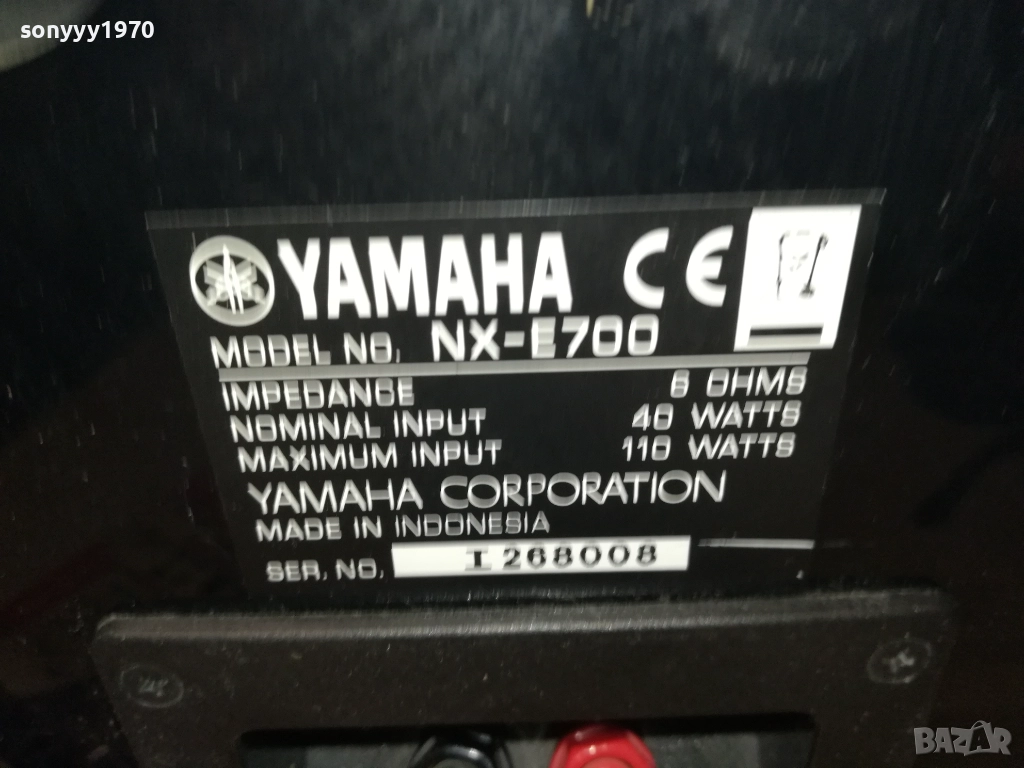 sonyyy1970
YAMAHA CE
MODEL NO. NX-E700
IMPEDANCE 6 OHMS
NOMINAL INPUT 40 WATTS
MAXIMUM INPUT 110 WATTS
YAMAHA CORPORATION
MADE IN INDONESIA
SER. NO. I 268008
BAZAR